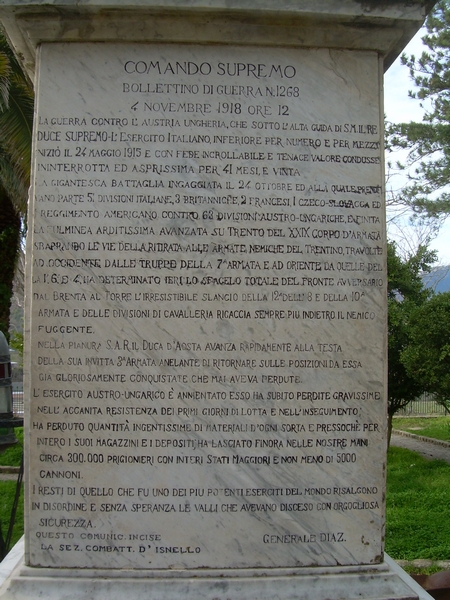 COMANDO SUPREMO
BOLLETTINO DI GUERRA N. 1268
4 NOVEMBRE 1918 ORE 12
LA GUERRA CONTRO L'AUSTRIA UNGHERIA, CHE SOTTO L'ALTA GUIDA DI S.M. IL RE
DUCE SUPREMO L'ESERCITO ITALIANO, INFERIORE PER NUMERO E PER MEZZI
INIZIÒ IL 24 MAGGIO 1915 E CON FEDE INCROLLABILE E TENACE VALORE CONDUSSE
ININTERROTTA ED ASPRISSIMA PER 41 MESI, E VINTA
LA GIGANTESCA BATTAGLIA INGAGGIATA IL 24 OTTOBRE ED ALLA QUALE PREND
VANO PARTE 51 DIVISIONI ITALIANE, 3 BRITANNICHE, 2 FRANCESI, 1 CZECO-SLOVACCA ED
1 REGGIMENTO AMERICANO CONTRO 63 DIVISIONI AUSTRO-UNGARICHE, È FINITA
LA FULMINEA ARDITISSIMA AVANZATA SU TRENTO DEL XXIX CORPO D'ARMATA
SBARRANDO LE VIE DELLA RITIRATA ALLE ARMATE NEMICHE DEL TRENTINO, TRAVOLTE
AD OCCIDENTE DALLE TRUPPE DELLA 7ª ARMATA E AD ORIENTE DA QUELLE DEL
LA 1, 6, E 4, HA DETERMINATO IERI LO SFACELO TOTALE DEL FRONTE AVVERSARIO
DAL BRENTA AL TORRE L'IRRESISTIBILE SLANCIO DELLA 12ª DELL'8 E DELLA 10ª
ARMATA E DELLE DIVISIONI DI CAVALLERIA RICACCIA SEMPRE PIÙ INDIETRO IL NEMICO
FUGGENTE.
NELLA PIANURA S.A.R. IL DUCA D'AOSTA AVANZA RAPIDAMENTE ALLA TESTA
DELLA SUA INVITTA 3ª ARMATA, ANELANTE DI RITORNARE SULLE POSIZIONI DA ESSA
GIÀ GLORIOSAMENTE CONQUISTATE CHE MAI AVEVA PERDUTE.
L'ESERCITO AUSTRO-UNGARICO È ANNIENTATO ESSO HA SUBITO PERDITE GRAVISSIME
NELL'ACCANITA RESISTENZA DEI PRIMI GIORNI DI LOTTA E NELL'INSEGUIMENTO;
HA PERDUTO QUANTITÀ INGENTISSIME DI MATERIALI D'OGNI SORTA E PRESSOCHÈ PER
INTERO I SUOI MAGAZZINI E I DEPOSITI HA LASCIATO FINORA NELLE NOSTRE MANI
CIRCA 300.000 PRIGIONIERI CON INTERI STATI MAGGIORI E NON MENO DI 5000
CANNONI.
I RESTI DI QUELLO CHE FU UNO DEI PIÙ POTENTI ESERCITI DEL MONDO RISALGONO
IN DISORDINE E SENZA SPERANZA LE VALLI CHE AVEVANO DISCESO CON ORGOGLIOSA
SICUREZZA.
QUESTO COMUNIC. INCISE
GENERALE DIAZ.
LA SEZ. COMBATT. D'ISNELLO